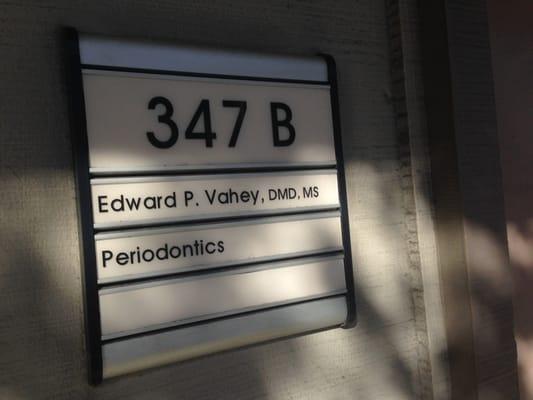 347 B
Edward P. Vahey, DMD, MS
Periodontics